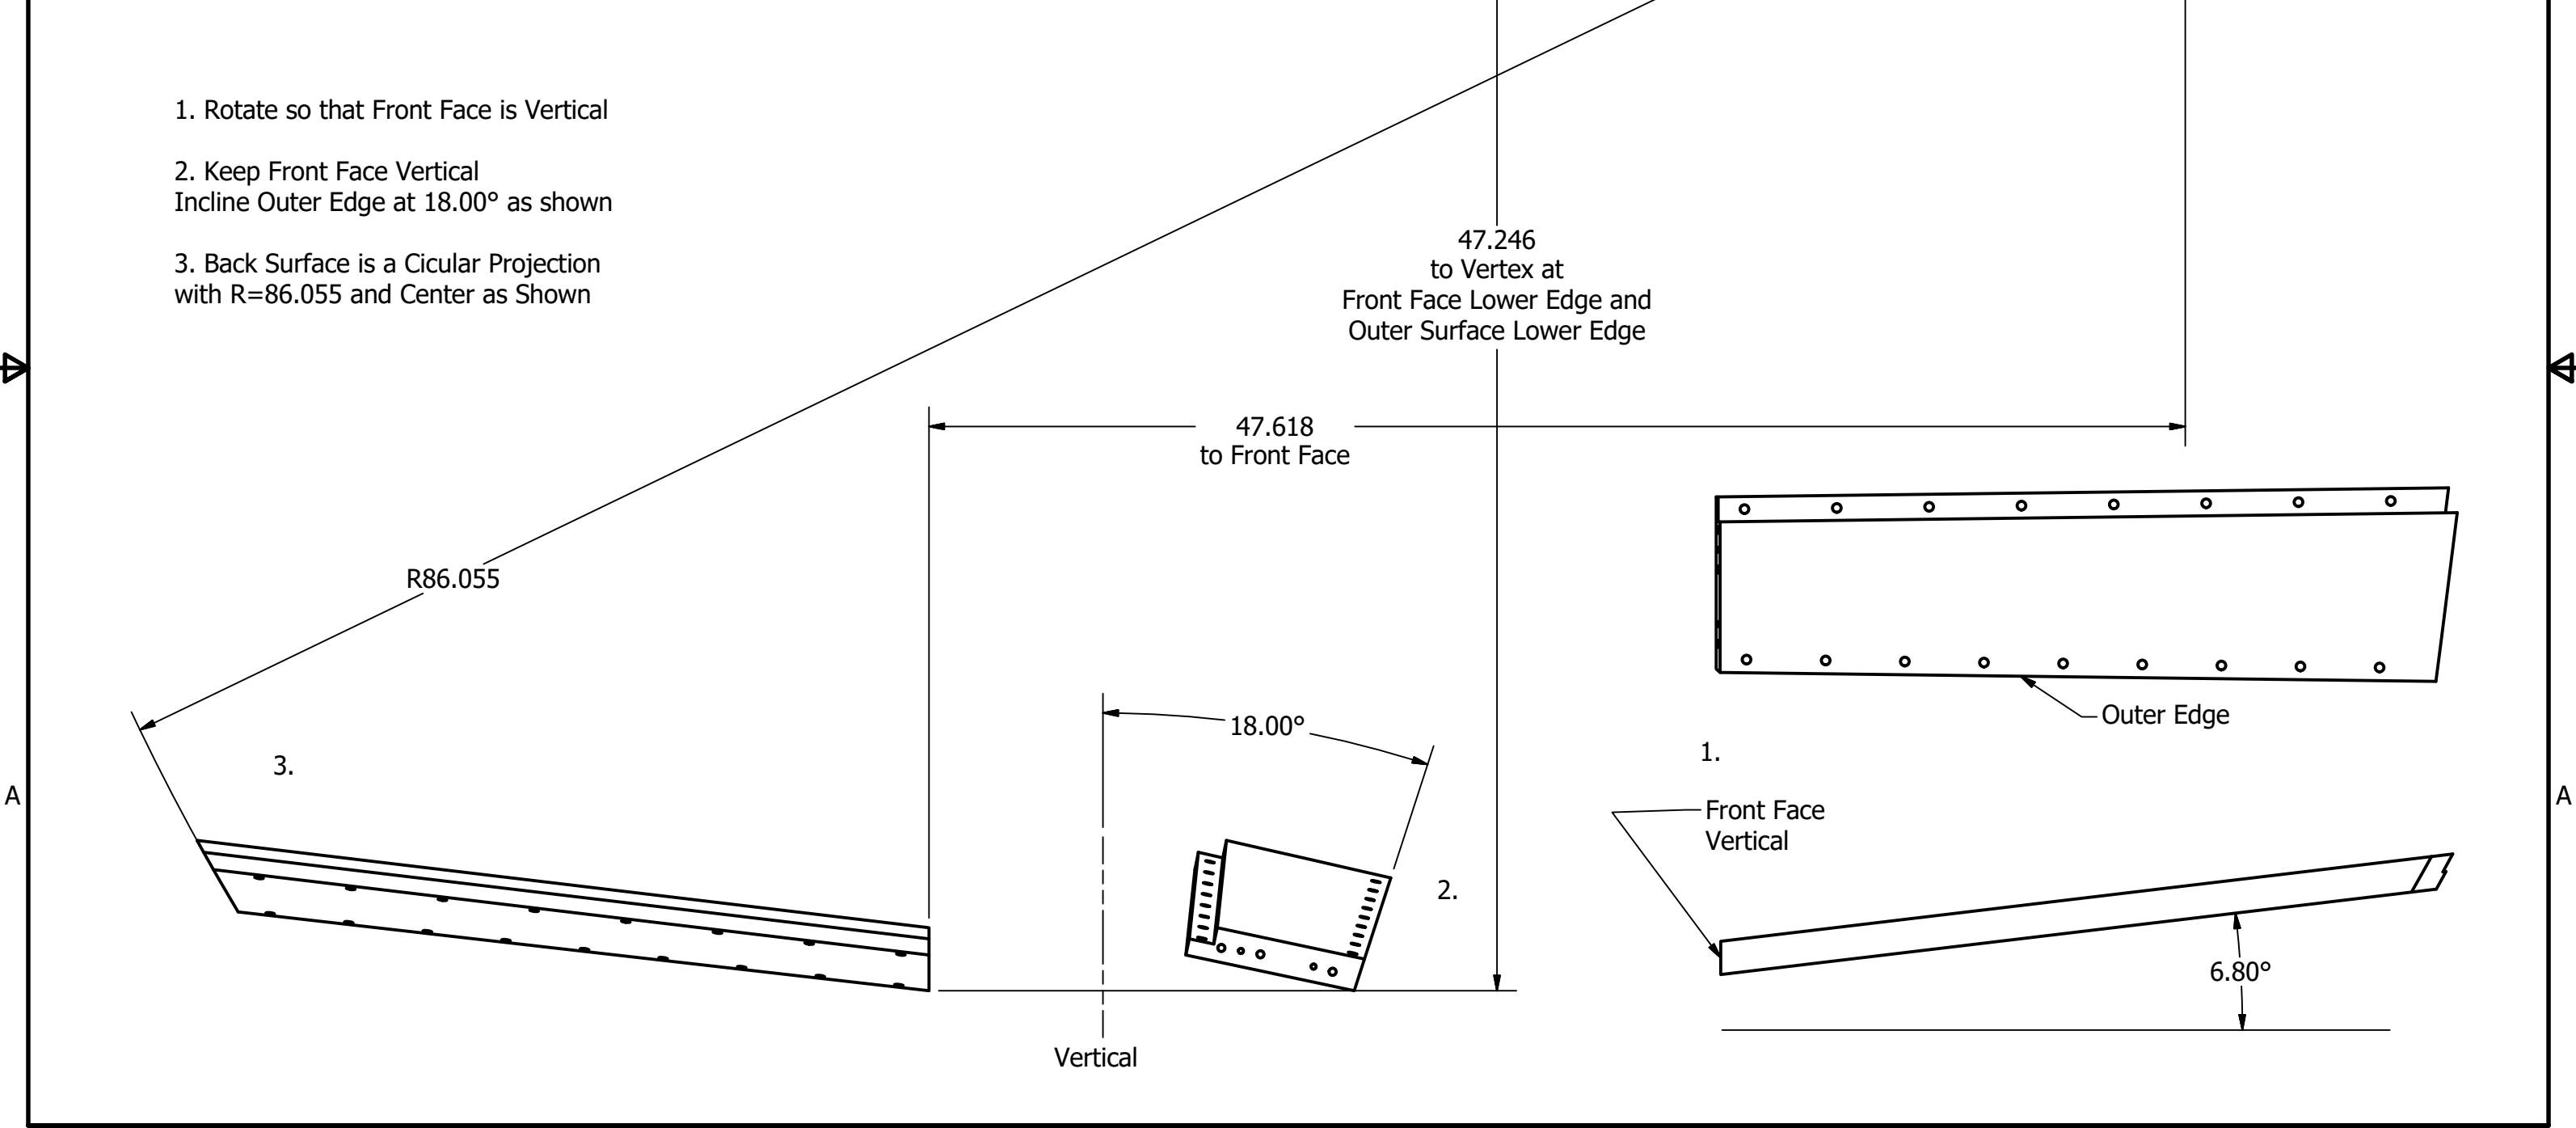 1. Rotate so that Front Face is Vertical
2. Keep Front Face Vertical
Incline Outer Edge at 18.00° as shown
3. Back Surface is a Cicular Projection
with R=86.055 and Center as Shown
47.246
to Vertex at
Front Face Lower Edge and
Outer Surface Lower Edge
47.618
to Front Face
R86.055
18.00°
Outer Edge
1.
3.
A
A
Front Face
Vertical
2.
6.80°
Vertical